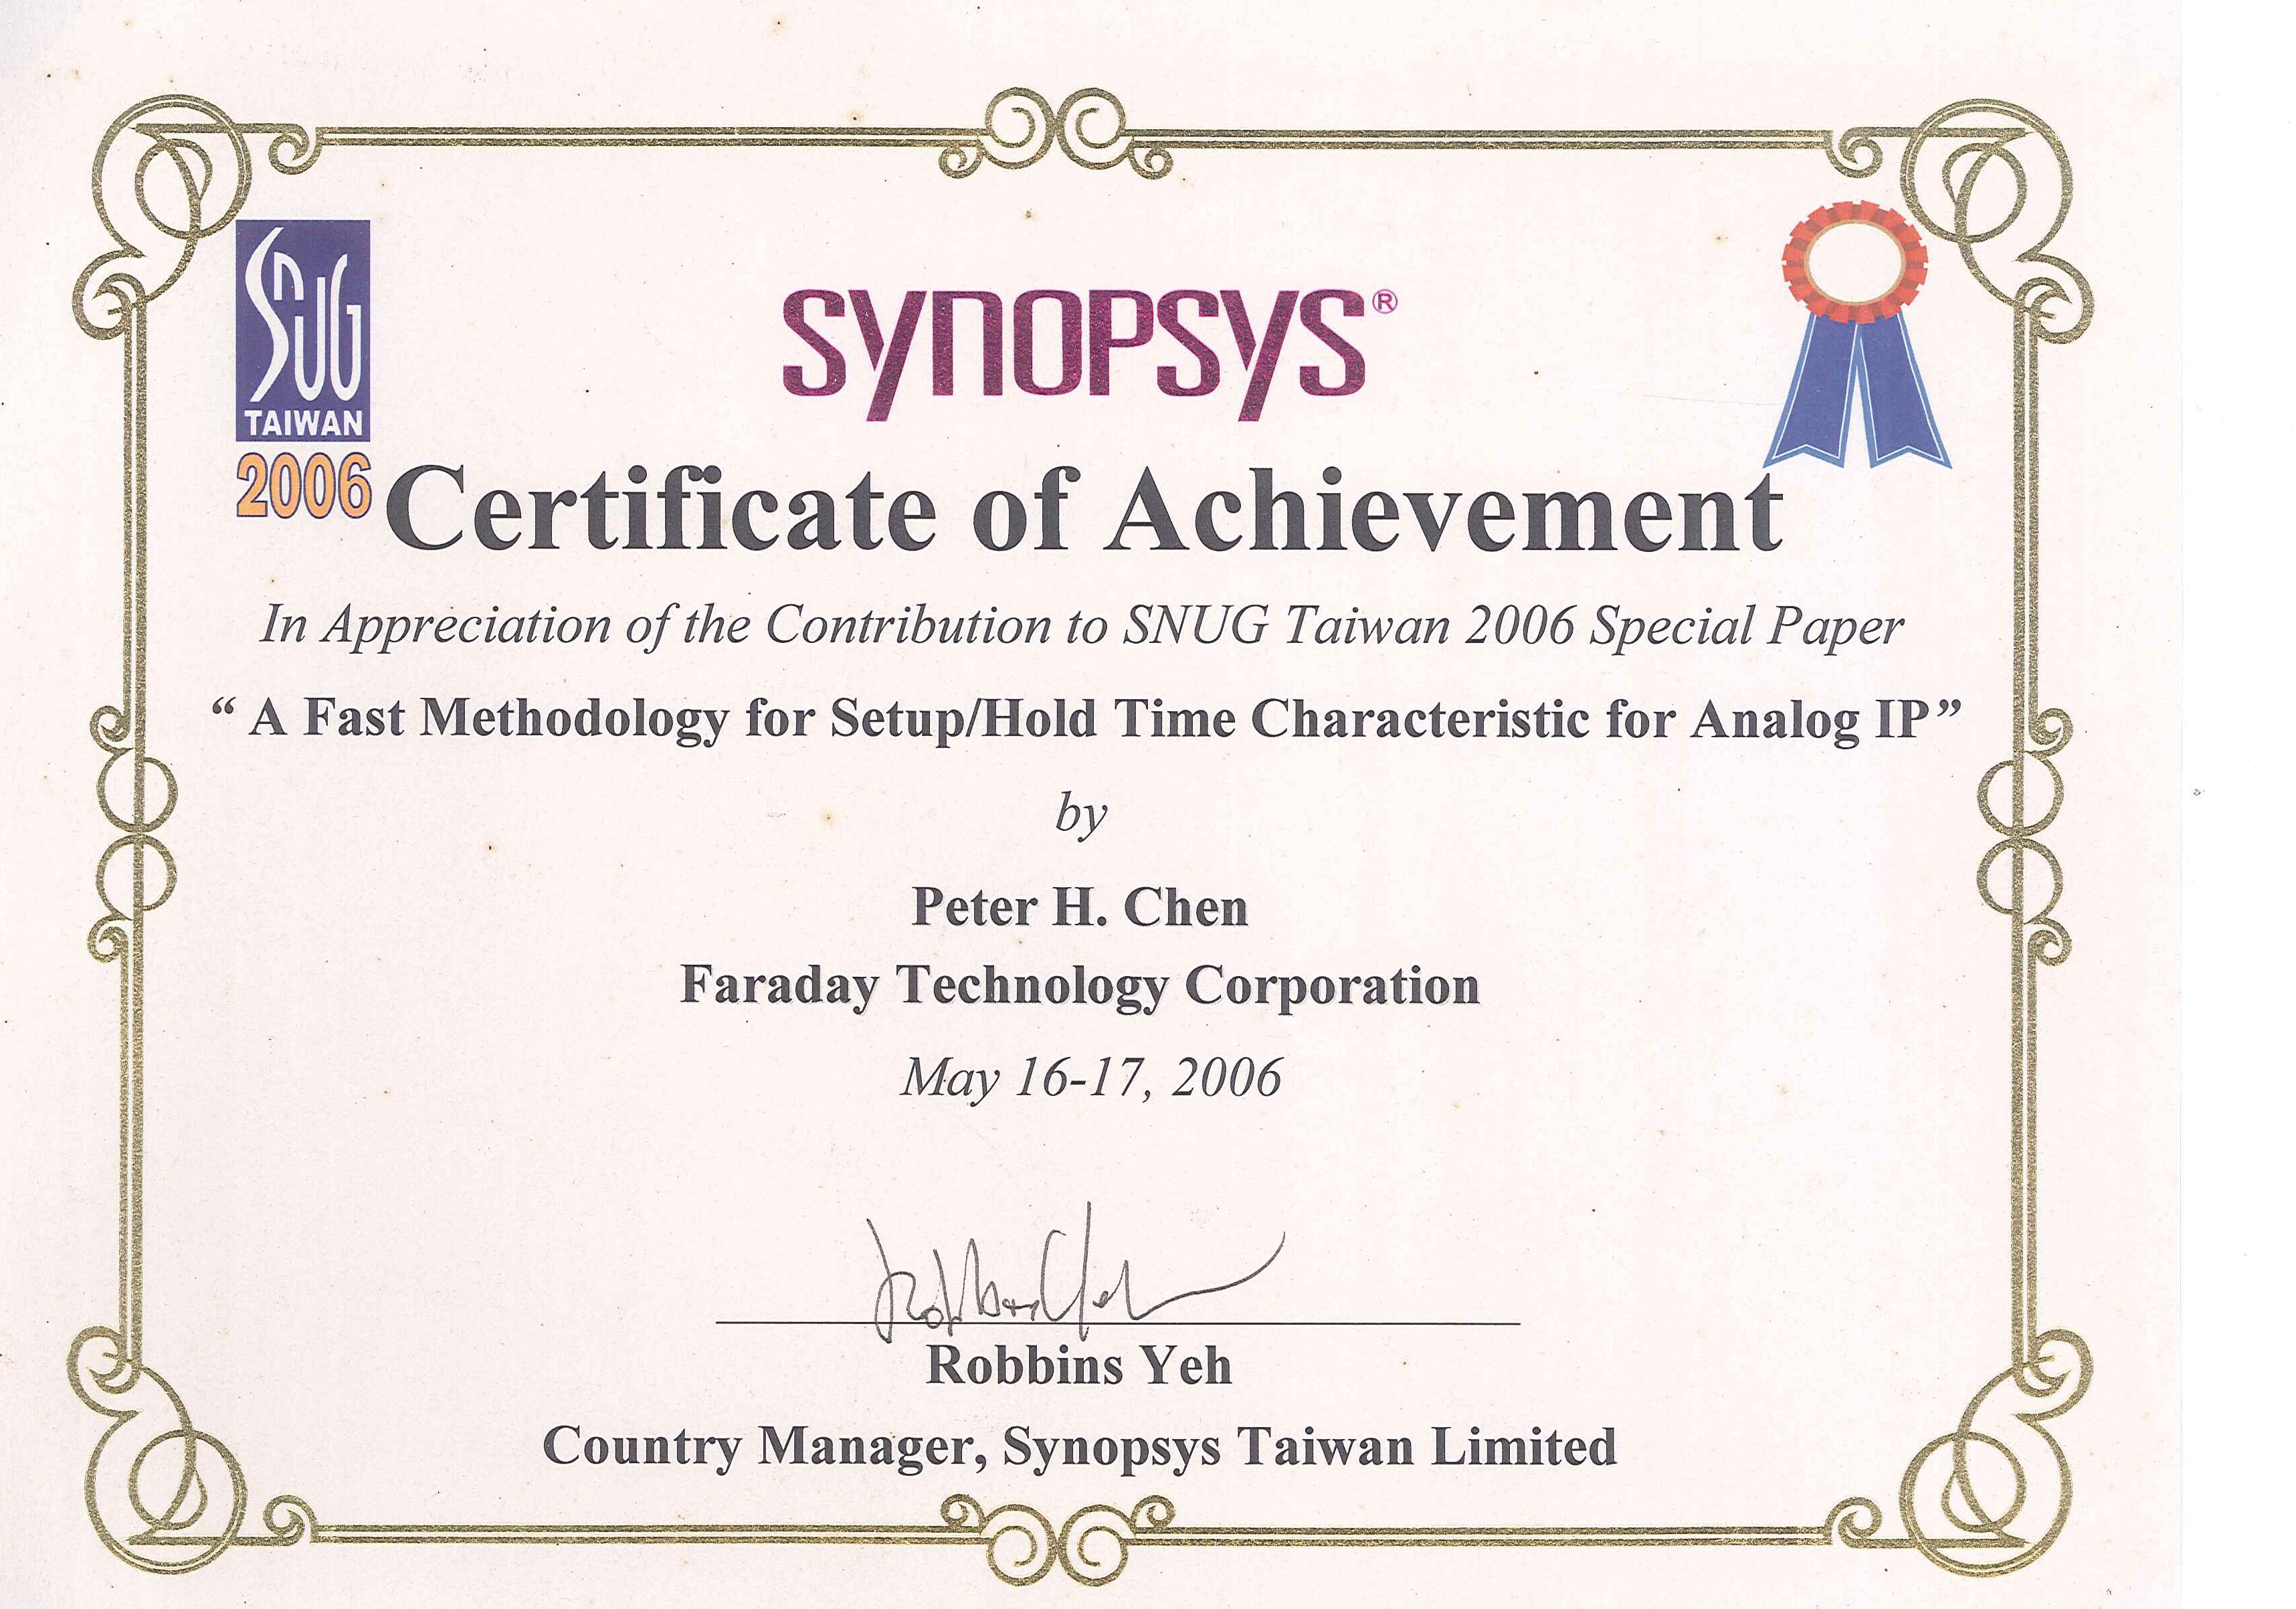 SNUG
TAIWAN
2006
SYNOPSYS®
Certificate of Achievement
In Appreciation of the Contribution to SNUG Taiwan 2006 Special Paper
“ A Fast Methodology for Setup/Hold Time Characteristic for Analog IP”
by
Peter H. Chen
Faraday Technology Corporation
May 16-17, 2006
Robbins Yeh
Robbins Yeh
Country Manager, Synopsys Taiwan Limited